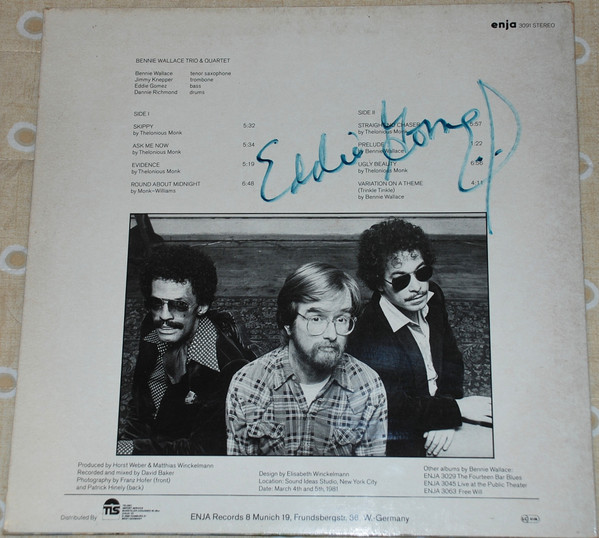 enja 3091 STEREO
BENNIE WALLACE TRIO & QUARTET
Bennie Wallace tenor saxophone
Jimmy Knepper trombone
Eddie Gomez bass
Dannie Richmond drums
SIDE I
SKIPPY 5:32
by Thelonious Monk
ASK ME NOW 5:34
by Thelonious Monk
EVIDENCE 5:19
by Thelonious Monk
ROUND ABOUT MIDNIGHT 6:48
by Monk-Williams
SIDE II
STRAIGHT NO CHASER 5:57
by Thelonious Monk
PRELUDE 1:22
by Bennie Wallace
UGLY BEAUTY
by Thelonious Monk
VARIATION ON A THEME
(Trinkle Tinkle)
by Bennie Wallace
Eddie Gomez
Produced by Horst Weber & Matthias Winckelmann
Recorded and mixed by David Baker
Photography by Franz Hofer (front)
and Patrick Hinely (back)
Design by Elisabeth Winckelmann
Location: Sound Ideas Studio, New York City
Date: March 4th and 5th, 1981
Other albums by Bennie Wallace:
ENJA 3029 The Fourteen Bar Blues
ENJA 3045 Live at the Public Theater
ENJA 3063 Free Will
Distributed By TIS
ENJA Records 8 Munich 19, Frundsbergstr. 36, W. Germany